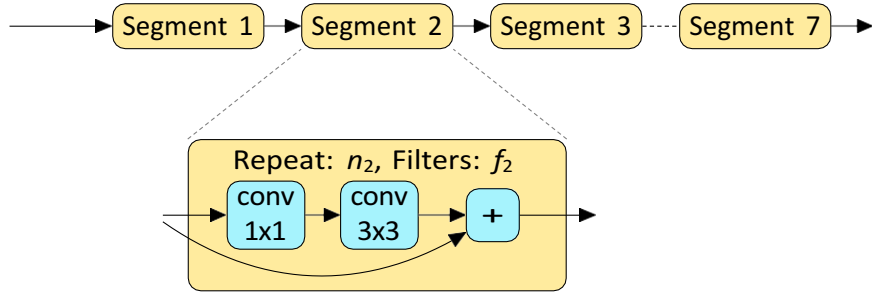 Segment 1 Segment 2 Segment 3 Segment 7
Repeat: n₂, Filters: f₂
conv 1x1
conv 3x3
+